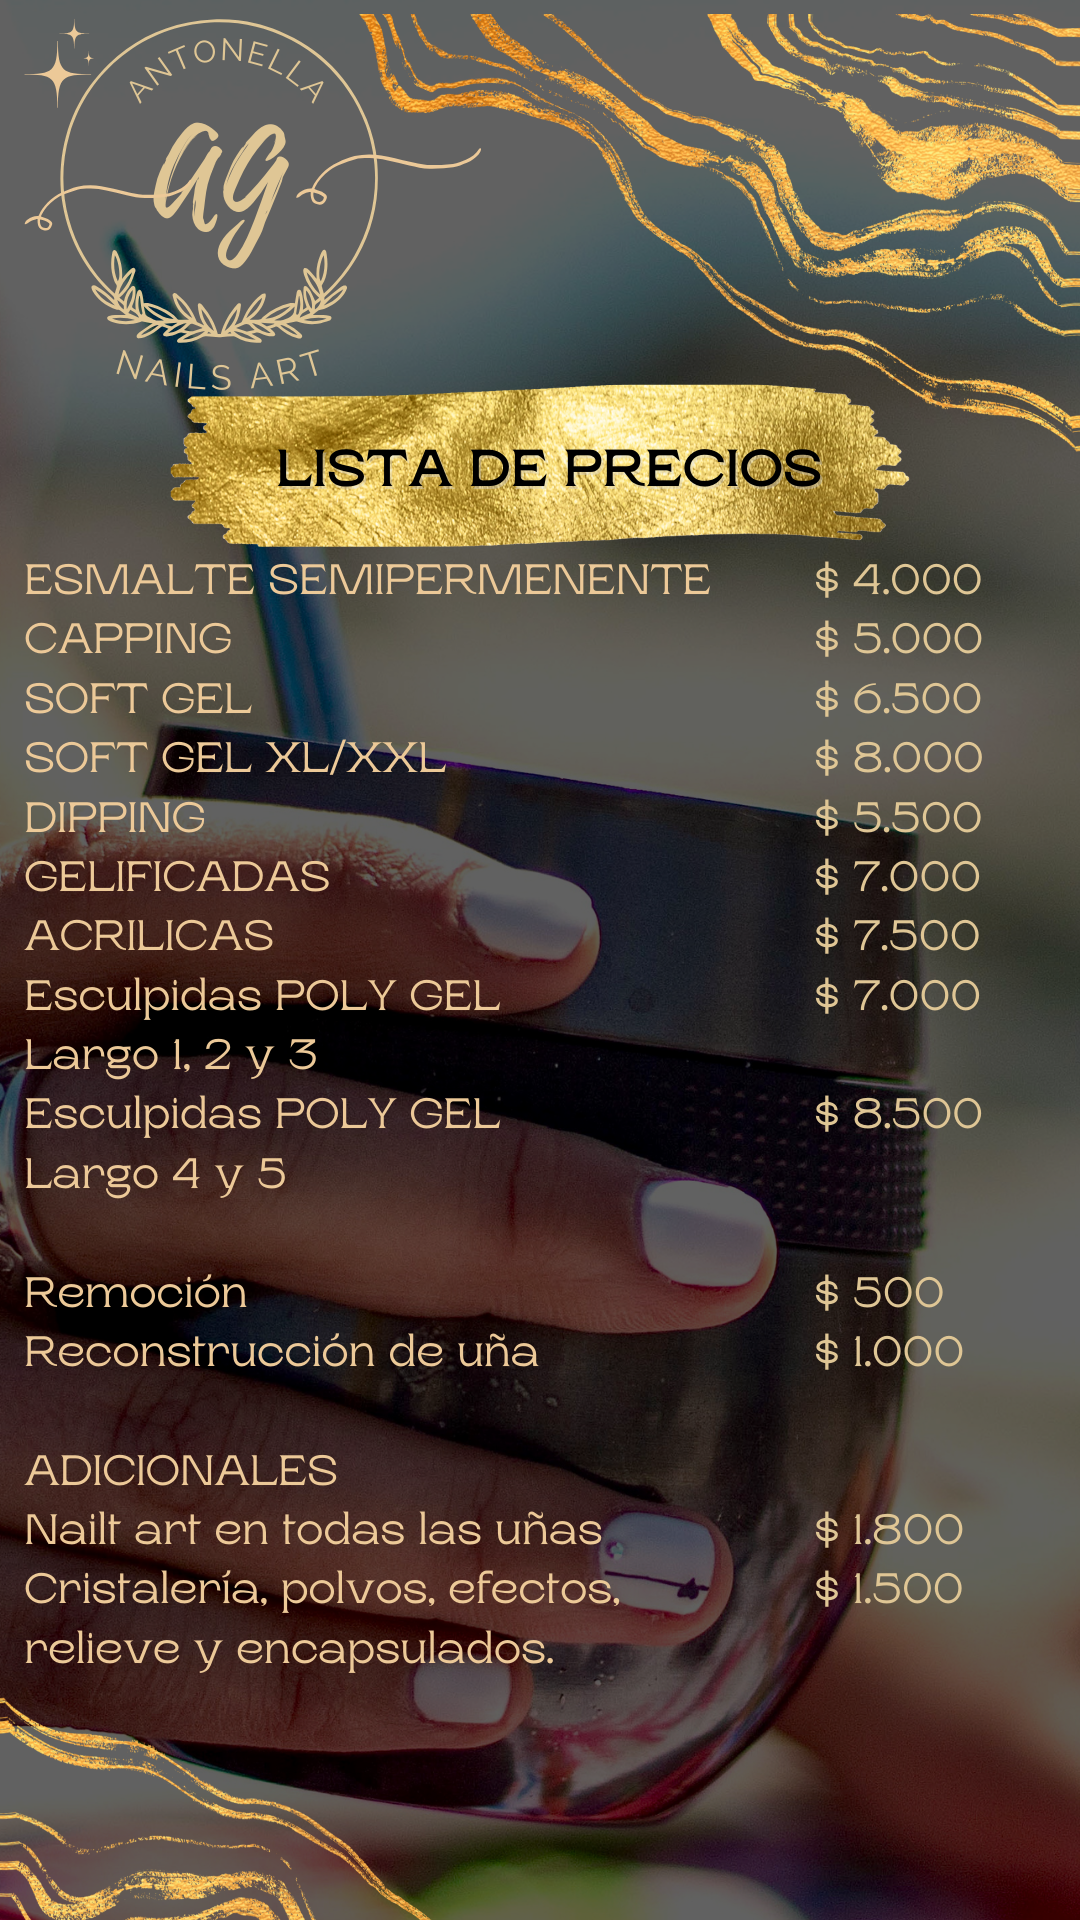 ANTONELLA
ag
NAILS ART
LISTA DE PRECIOS
ESMALTE SEMIPERMENENTE $ 4.000
CAPPING $ 5.000
SOFT GEL $ 6.500
SOFT GEL XL/XXL $ 8.000
DIPPING $ 5.500
GELIFICADAS $ 7.000
ACRILICAS $ 7.500
Esculpidas POLY GEL $ 7.000
Largo 1, 2 y 3
Esculpidas POLY GEL $ 8.500
Largo 4 y 5
Remoción $ 500
Reconstrucción de uña $ 1.000
ADICIONALES
Nailt art en todas las uñas $ 1.800
Cristalería, polvos, efectos, $ 1.500
relieve y encapsulados.